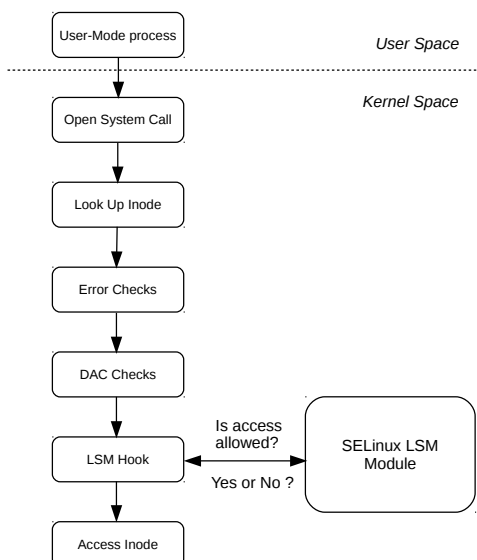 User-Mode process
User Space
Kernel Space
Open System Call
Look Up Inode
Error Checks
DAC Checks
Is access
allowed?
LSM Hook
SELinux LSM
Module
Yes or No ?
Access Inode